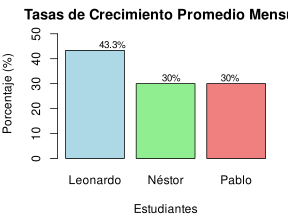 Tasas de Crecimiento Promedio
Porcentaje (%)
50
40
30
20
10
0
43.3%
30%
30%
Leonardo
Néstor
Pablo
Estudiantes